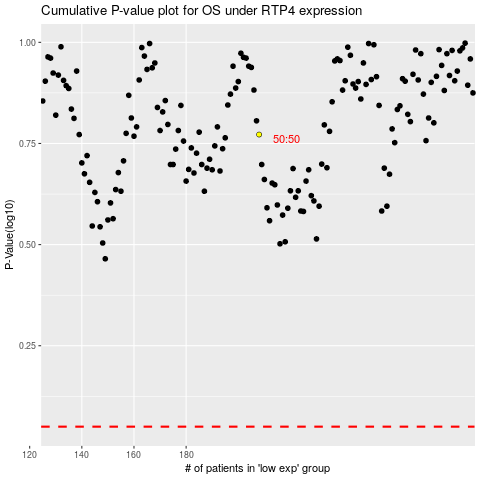 Cumulative P-value plot for OS under RTP4 expression
P-Value(log10)
1.00
0.75
0.50
0.25
50:50
120 140 160 180
# of patients in 'low exp' group